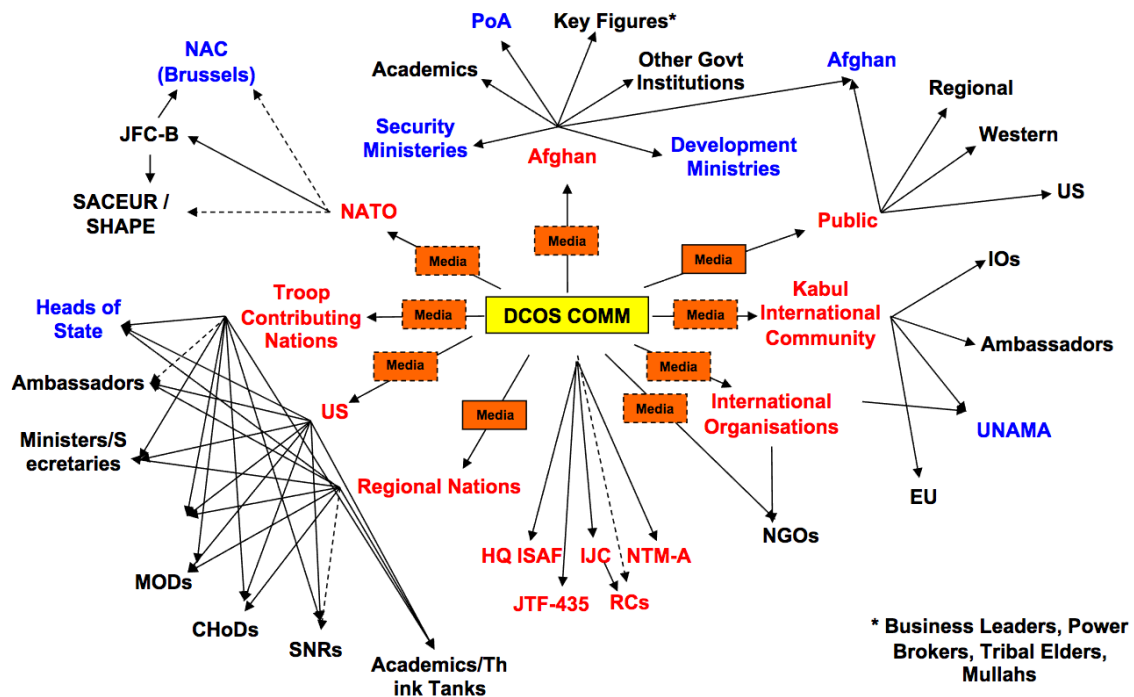 PoA
Key Figures*
NAC
(Brussels)
Academics
Other Govt
Institutions
Afghan
Regional
JFC-B
Security
Ministeries
Afghan
Development
Ministries
Western
SACEUR /
SHAPE
NATO
Public
US
Media
Media
Media
Heads of
State
Troop
Contributing
Nations
Media
DCOS COMM
Media
Kabul
International
Community
IOs
Ambassadors
Ambassadors
US
Media
Media
Media
Media
International
Organisations
UNAMA
Ministers/S
ecretaries
Regional Nations
EU
NGOs
HQ ISAF
IJC
NTM-A
MODs
JTF-435
RCs
CHoDs
SNRs
Academics/Th
ink Tanks
* Business Leaders, Power
Brokers, Tribal Elders,
Mullahs